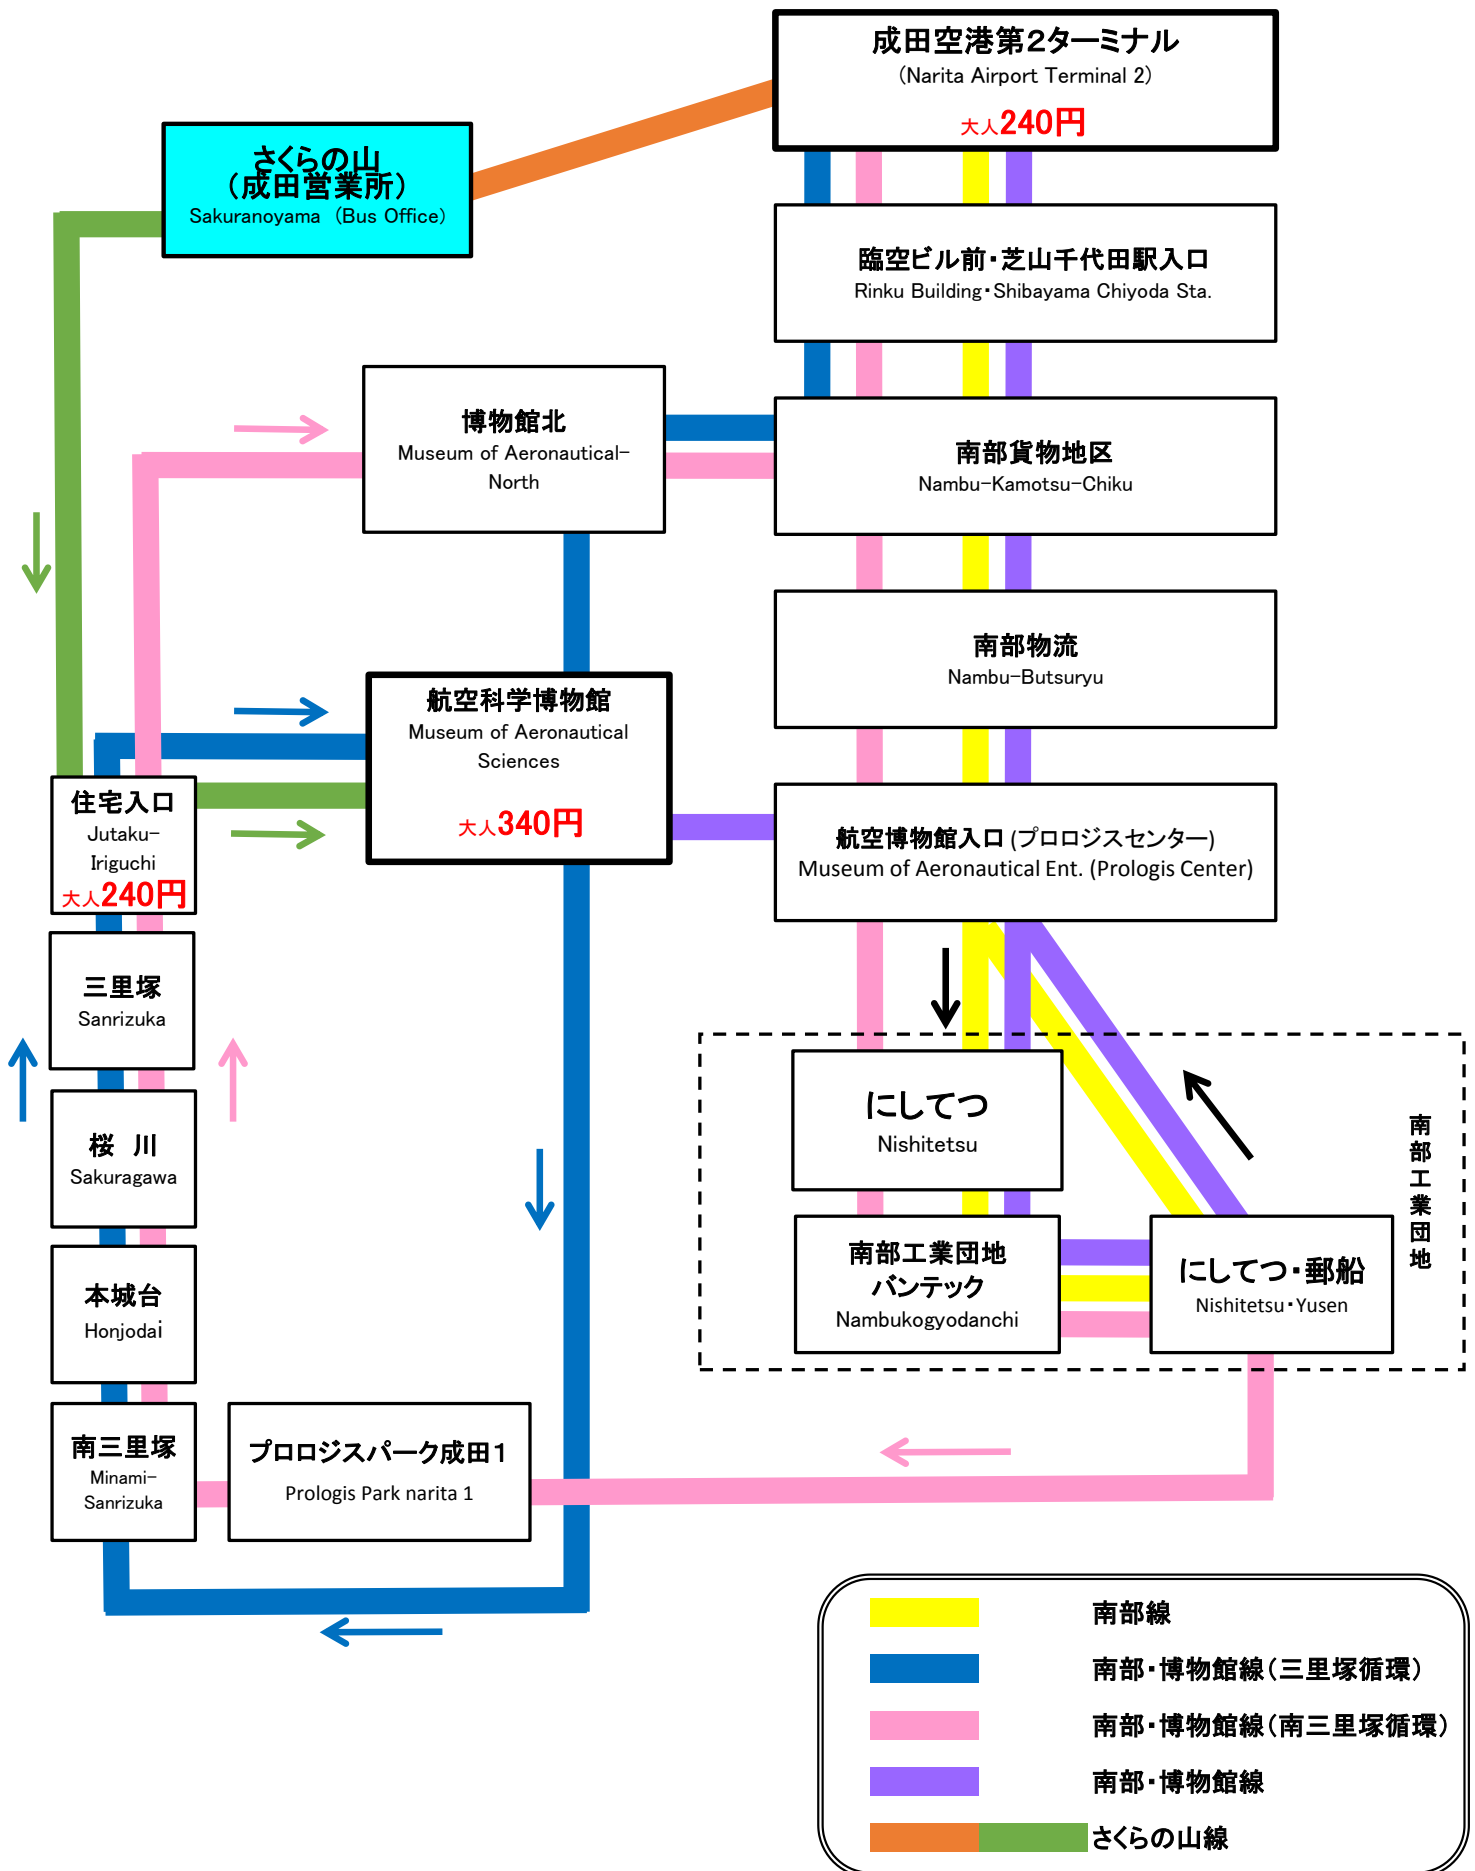 成田空港第2ターミナル
(Narita Airport Terminal 2)
大人240円
さくらの山
(成田営業所)
Sakuranoyama (Bus Office)
臨空ビル前・芝山千代田駅入口
Rinku Building・Shibayama Chiyoda Sta.
博物館北
Museum of Aeronautical-
North
南部貨物地区
Nambu-Kamotsu-Chiku
南部物流
Nambu-Butsuryu
航空科学博物館
Museum of Aeronautical
Sciences
大人340円
住宅入口
Jutaku-
Iriguchi
大人240円
航空博物館入口 (プロロジスセンター)
Museum of Aeronautical Ent. (Prologis Center)
三里塚
Sanrizuka
桜 川
Sakuragawa
本城台
Honjodai
南三里塚
Minami-
Sanrizuka
プロロジスパーク成田1
Prologis Park narita 1
にしてつ
Nishitetsu
南部工業団地
バンテック
Nambukogyodanchi
にしてつ・郵船
Nishitetsu・Yusen
南部工業団地
南部線
南部・博物館線(三里塚循環)
南部・博物館線(南三里塚循環)
南部・博物館線
さくらの山線